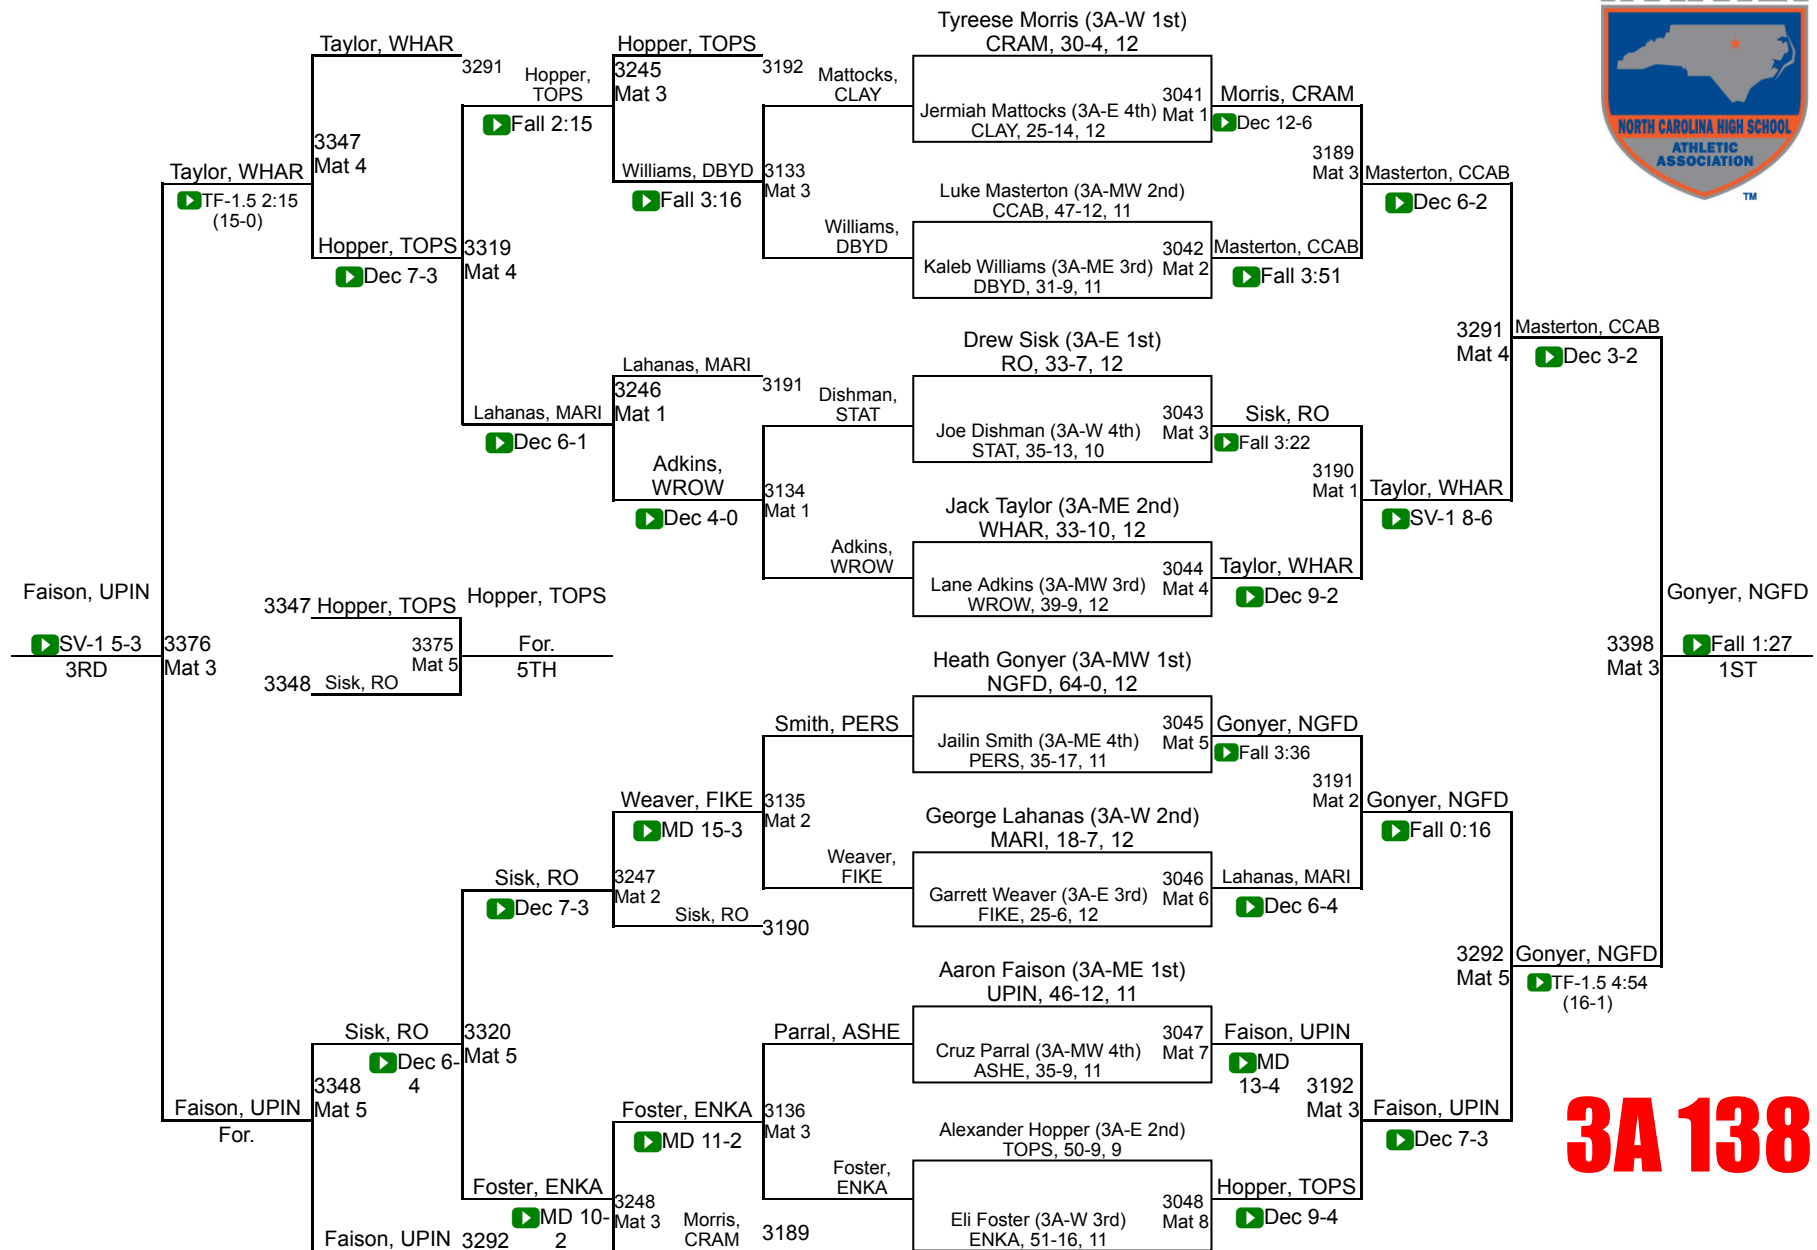 Tyreese Morris (3A-W 1st)
CRAM, 30-4, 12
Taylor, WHAR
Hopper, TOPS
3291
Hopper,
TOPS
3245
Mat 3
3192
Mattocks,
CLAY
Jermiah Mattocks (3A-E 4th)
CLAY, 25-14, 12
3041
Mat 1
Morris, CRAM
Dec 12-6
NORTH CAROLINA HIGH SCHOOL
ATHLETIC
ASSOCIATION
TM
Fall 2:15
3347
Mat 4
Taylor, WHAR
TF-1.5 2:15
(15-0)
Williams, DBYD
Fall 3:16
3133
Mat 3
3189
Mat 3
Masterton, CCAB
Dec 6-2
Luke Masterton (3A-MW 2nd)
CCAB, 47-12, 11
Hopper, TOPS
Dec 7-3
3319
Mat 4
Williams,
DBYD
Kaleb Williams (3A-ME 3rd)
DBYD, 31-9, 11
3042
Mat 2
Masterton, CCAB
Fall 3:51
Drew Sisk (3A-E 1st)
RO, 33-7, 12
3291
Mat 4
Masterton, CCAB
Dec 3-2
Lahanas, MARI
3246
Mat 1
3191
Dishman,
STAT
Joe Dishman (3A-W 4th)
STAT, 35-13, 10
3043
Mat 3
Sisk, RO
Fall 3:22
Lahanas, MARI
Dec 6-1
Adkins,
WROW
Dec 4-0
3134
Mat 1
3190
Mat 1
Taylor, WHAR
SV-1 8-6
Jack Taylor (3A-ME 2nd)
WHAR, 33-10, 12
Adkins,
WROW
Lane Adkins (3A-MW 3rd)
WROW, 39-9, 12
3044
Mat 4
Taylor, WHAR
Dec 9-2
Faison, UPIN
SV-1 5-3
3RD
3376
Mat 3
3347 Hopper, TOPS
Hopper, TOPS
3375
Mat 5
For.
5TH
3348 Sisk, RO
Gonyer, NGFD
3398
Mat 3
Fall 1:27
1ST
Heath Gonyer (3A-MW 1st)
NGFD, 64-0, 12
Smith, PERS
Jailin Smith (3A-ME 4th)
PERS, 35-17, 11
3045
Mat 5
Gonyer, NGFD
Fall 3:36
Weaver, FIKE
MD 15-3
3135
Mat 2
3191
Mat 2
Gonyer, NGFD
Fall 0:16
George Lahanas (3A-W 2nd)
MARI, 18-7, 12
Weaver,
FIKE
Garrett Weaver (3A-E 3rd)
FIKE, 25-6, 12
3046
Mat 6
Lahanas, MARI
Dec 6-4
Sisk, RO
Dec 7-3
3247
Mat 2
Sisk, RO
3190
Aaron Faison (3A-ME 1st)
UPIN, 46-12, 11
3292
Mat 5
Gonyer, NGFD
TF-1.5 4:54
(16-1)
Sisk, RO
Dec 6-
4
3320
Mat 5
Parral, ASHE
Cruz Parral (3A-MW 4th)
ASHE, 35-9, 11
3047
Mat 7
Faison, UPIN
MD
13-4
3348
Mat 5
Faison, UPIN
For.
Foster, ENKA
MD 11-2
3136
Mat 3
3192
Mat 3
Faison, UPIN
Dec 7-3
Alexander Hopper (3A-E 2nd)
TOPS, 50-9, 9
3A 138
Foster, ENKA
MD 10-
2
3248
Mat 3
Foster,
ENKA
Eli Foster (3A-W 3rd)
ENKA, 51-16, 11
3048
Mat 8
Hopper, TOPS
Dec 9-4
Faison, UPIN
3292
Morris,
CRAM
3189